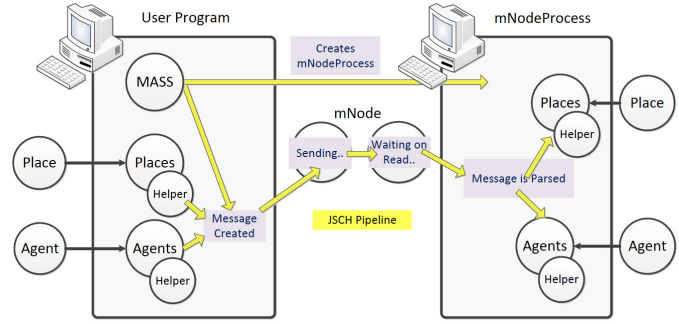 User Program
mNodeProcess
Creates
mNodeProcess
MASS
mNode
Place
Places
Helper
Sending..
Waiting on
Read..
Places
Helper
Place
Message is Parsed
Message
Created
JSCH Pipeline
Agent
Agents
Helper
Agents
Helper
Agent